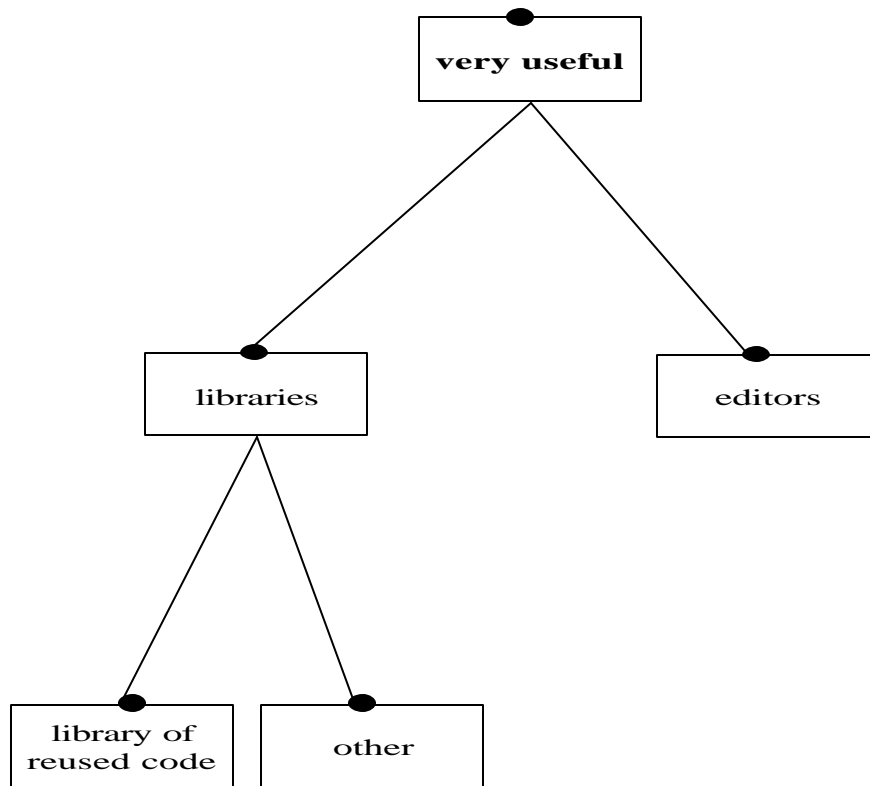 very useful
libraries
editors
library of
reused code
other